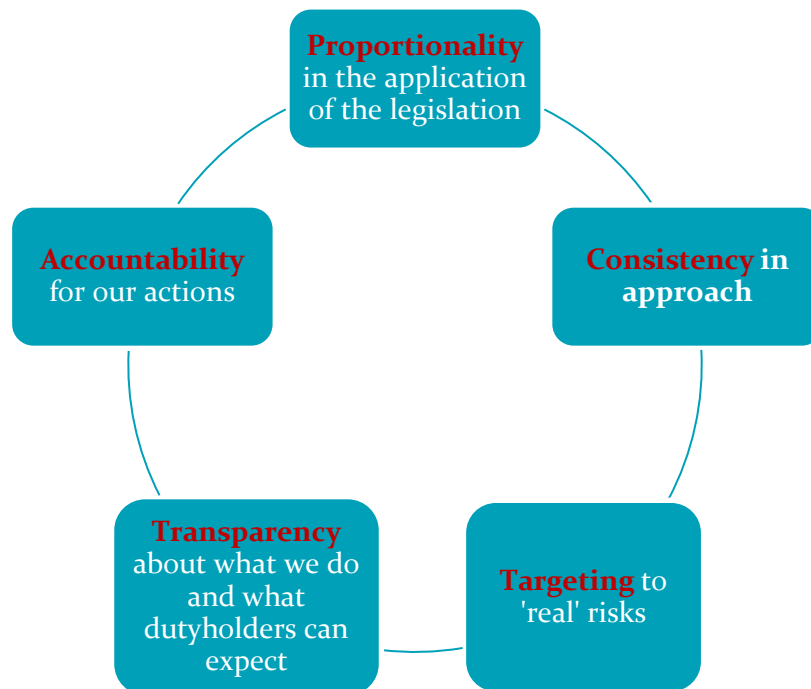 Proportionality
in the application
of the legislation
Consistency in
approach
Targeting to
'real' risks
Transparency
about what we do
and what
dutyholders can
expect
Accountability
for our actions